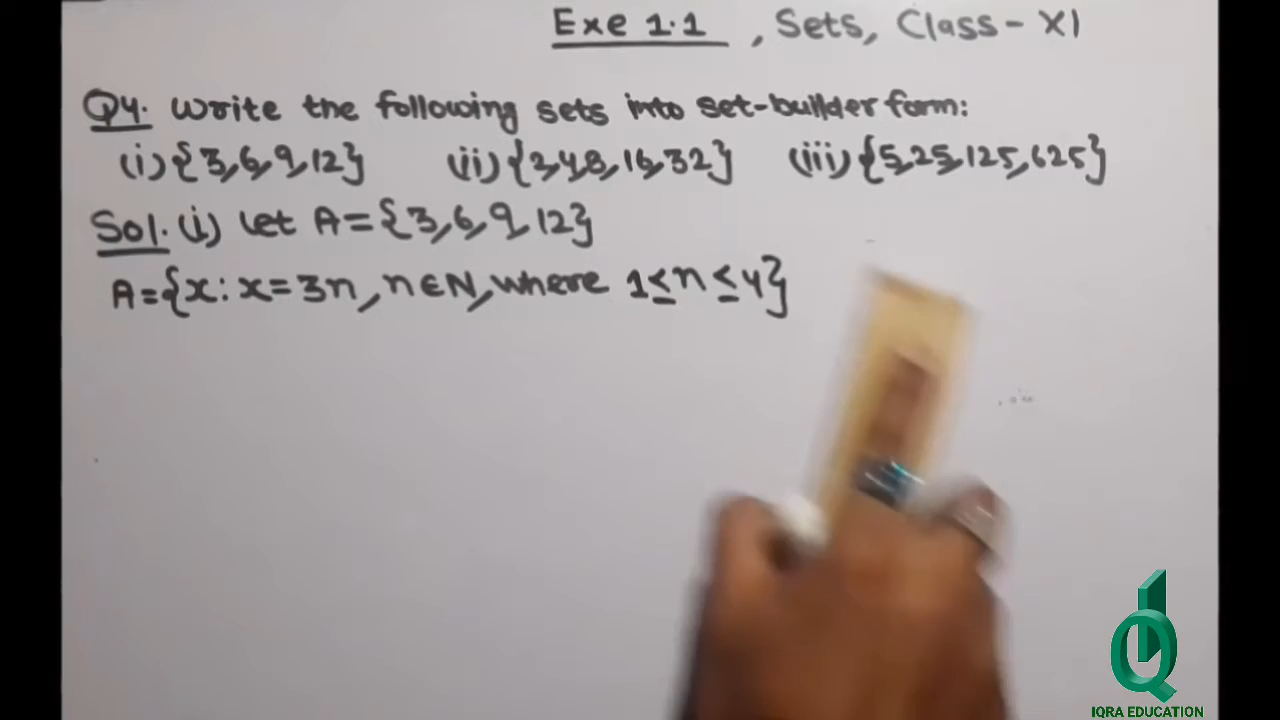 Exe 1.1 , Sets, Class - XI
Q4. Write the following sets into set-builder form:
(i) {3,6,9,12} (ii) {2,4,8,16,32} (iii) {5,25,125,625}
Sol. (i) Let A = {3,6,9,12}
A = {x : x = 3n, n ∈ N, where 1 ≤ n ≤ 4}
IQRA EDUCATION